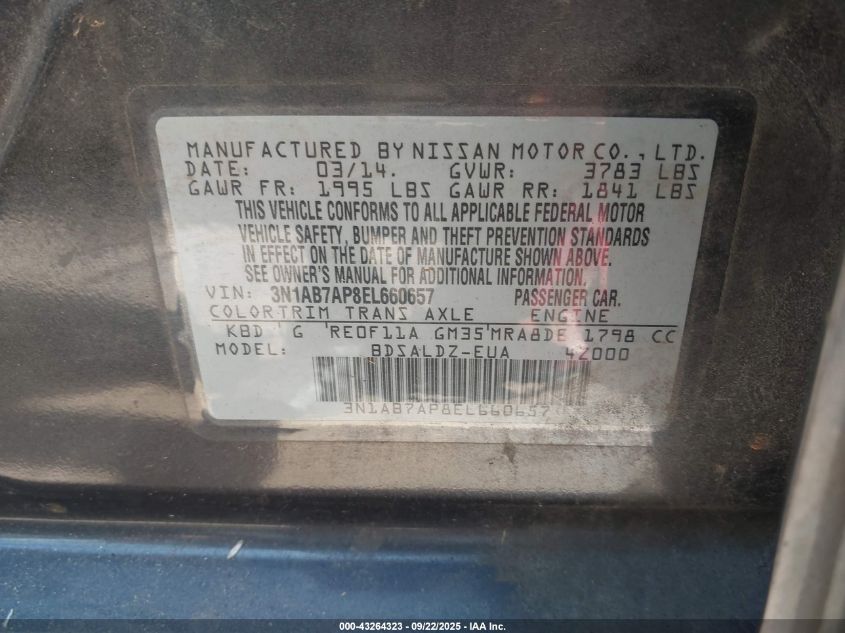 MANUFACTURED BY NISSAN MOTOR CO., LTD.
DATE: 03/14. GVWR: 3783 LBS
GAWR FR: 1995 LBS GAWR RR: 1841 LBS
THIS VEHICLE CONFORMS TO ALL APPLICABLE FEDERAL MOTOR
VEHICLE SAFETY, BUMPER AND THEFT PREVENTION STANDARDS
IN EFFECT ON THE DATE OF MANUFACTURE SHOWN ABOVE.
SEE OWNER'S MANUAL FOR ADDITIONAL INFORMATION.
VIN: 3N1AB7AP8EL660657 PASSENGER CAR.
COLOR TRIM TRANS AXLE ENGINE
KBD G RE0F11A GM35 MRA8DE 1798 CC
MODEL: BDSALDZ-EUA 42000
3N1AB7AP8EL660657
000-43264323 - 09/22/2025 - IAA Inc.